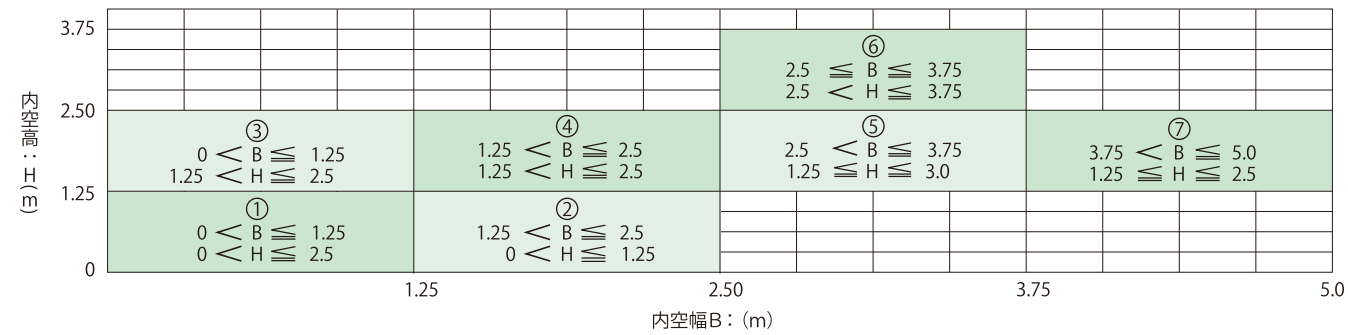 3.75
⑥
2.5 ≦ B ≦ 3.75
2.5 < H ≦ 3.75
内空高：H(m)
2.50
③
0 < B ≦ 1.25
1.25 < H ≦ 2.5
④
1.25 < B ≦ 2.5
1.25 < H ≦ 2.5
⑤
2.5 < B ≦ 3.75
1.25 ≦ H ≦ 3.0
⑦
3.75 < B ≦ 5.0
1.25 ≦ H ≦ 2.5
1.25
①
0 < B ≦ 1.25
0 < H ≦ 2.5
②
1.25 < B ≦ 2.5
0 < H ≦ 1.25
0
1.25
2.50
3.75
5.0
内空幅B：(m)